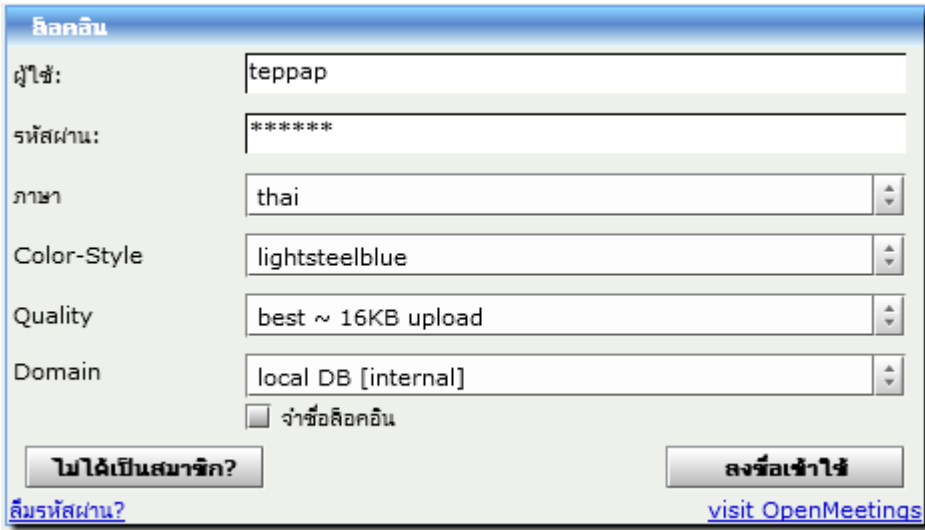 ล็อคอิน
ผู้ใช้: teppap
รหัสผ่าน: ******
ภาษา thai
Color-Style lightsteelblue
Quality best ~ 16KB upload
Domain local DB [internal]
จำชื่อล็อคอิน
ไม่ได้เป็นสมาชิก? ลงชื่อเข้าใช้
ลืมรหัสผ่าน? visit OpenMeetings